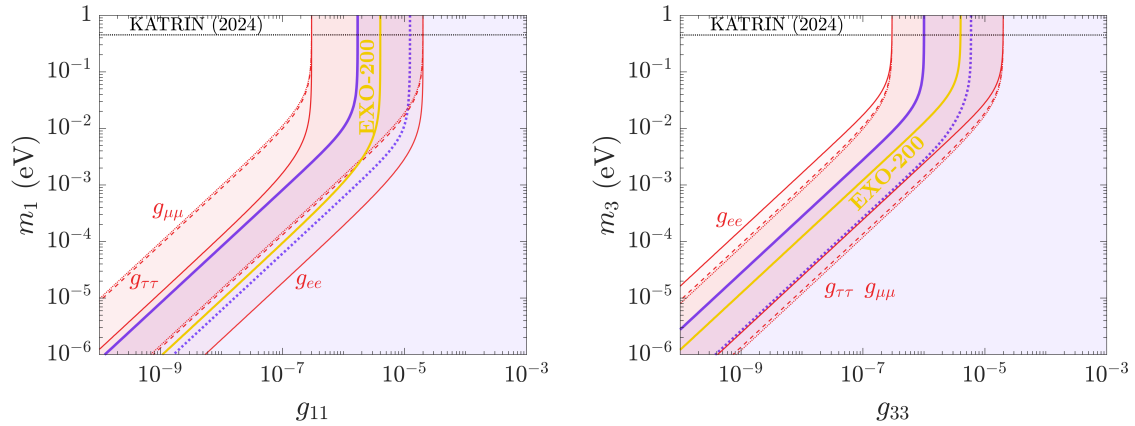 KATRIN (2024)
EXO-200
g_{μμ}
g_{ττ}
g_{ee}
m_1 (eV)
1
10^{-1}
10^{-2}
10^{-3}
10^{-4}
10^{-5}
10^{-6}
10^{-9} 10^{-7} 10^{-5} 10^{-3}
g_{11}
KATRIN (2024)
EXO-200
g_{ee}
g_{ττ} g_{μμ}
m_3 (eV)
1
10^{-1}
10^{-2}
10^{-3}
10^{-4}
10^{-5}
10^{-6}
10^{-9} 10^{-7} 10^{-5} 10^{-3}
g_{33}